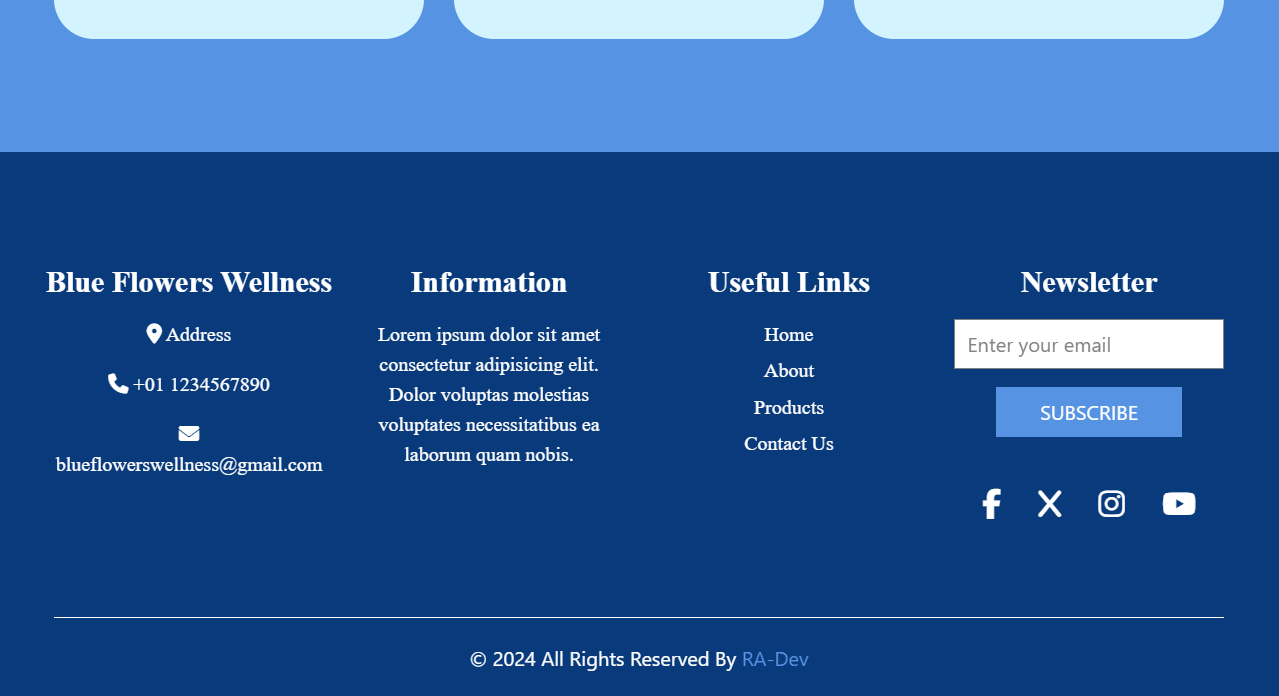 Blue Flowers Wellness
Address
+01 1234567890
blueflowerswellness@gmail.com
Information
Lorem ipsum dolor sit amet
consectetur adipisicing elit.
Dolor voluptas molestias
voluptates necessitatibus ea
laborum quam nobis.
Useful Links
Home
About
Products
Contact Us
Newsletter
Enter your email
SUBSCRIBE
© 2024 All Rights Reserved By RA-Dev